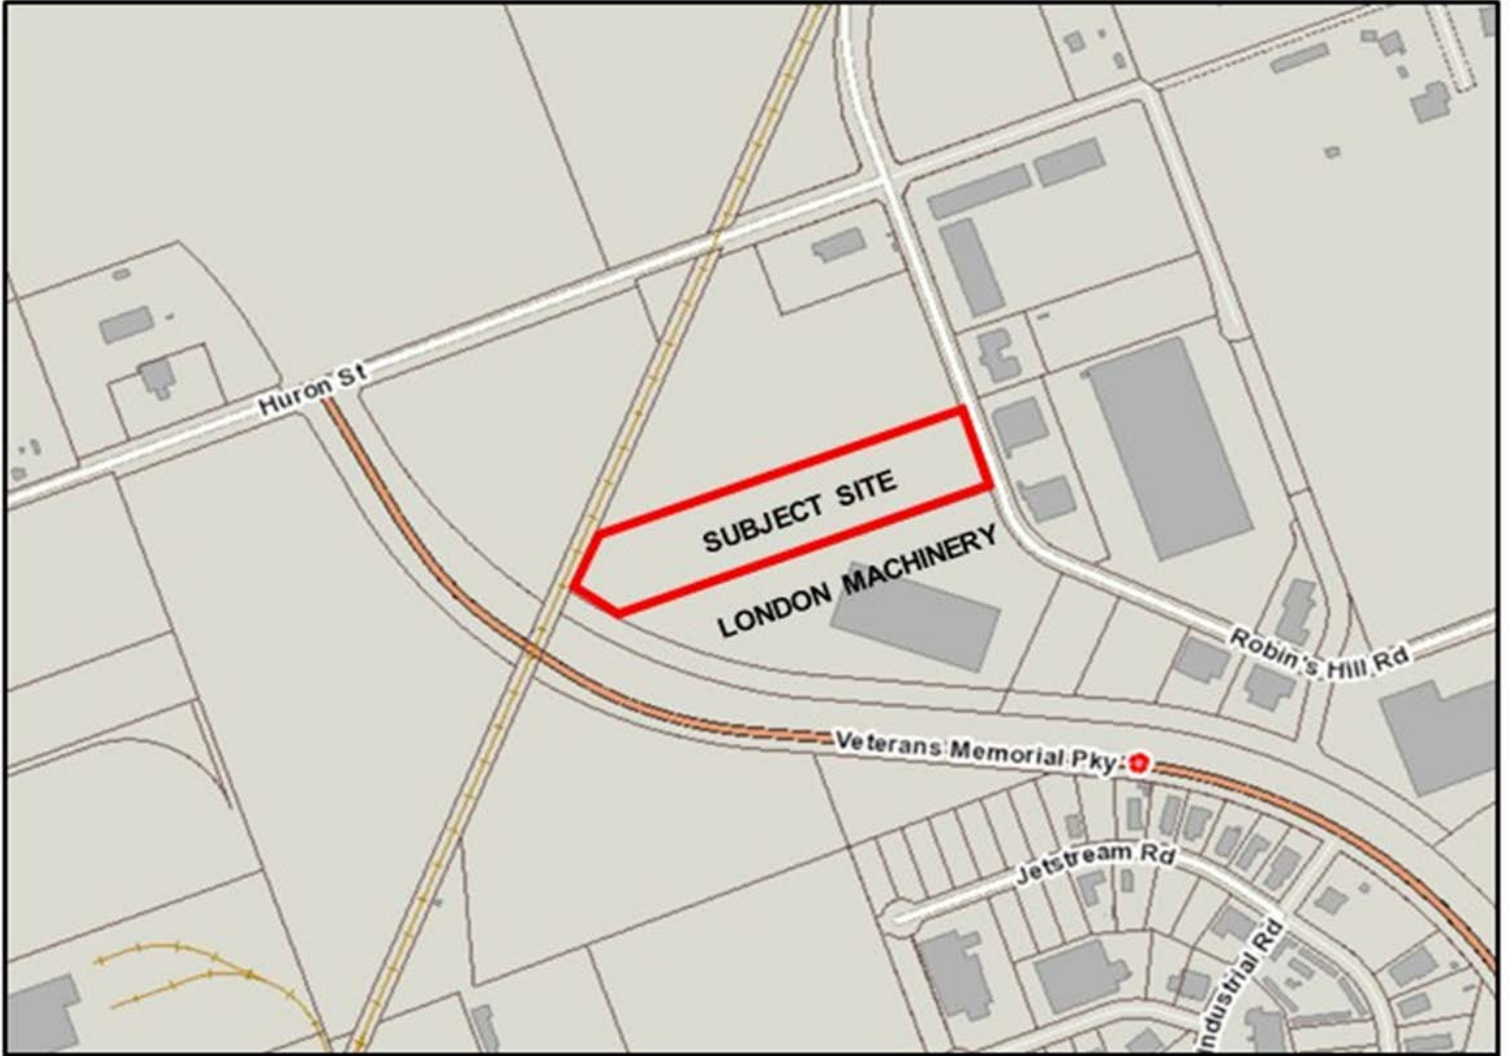 Huron St
SUBJECT SITE
LONDON MACHINERY
Robin's Hill Rd
Veterans Memorial Pky
Jetstream Rd
Industrial Rd